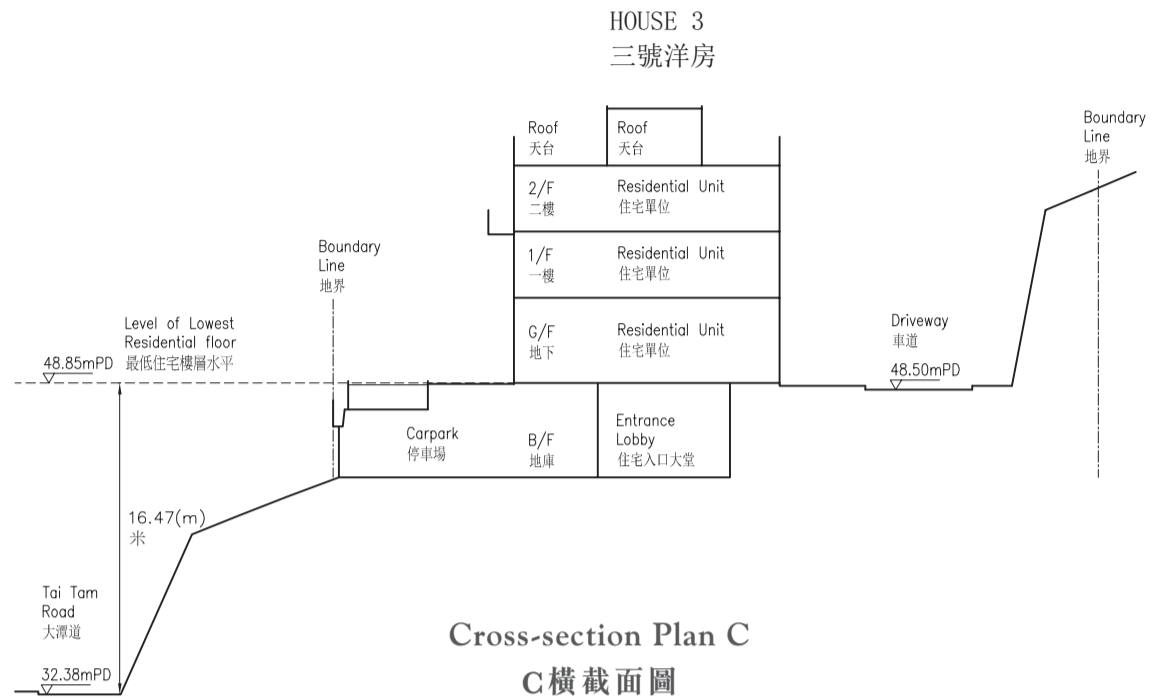 HOUSE 3
三號洋房
Roof
天台
Roof
天台
Boundary
Line
地界
2/F
二樓
Residential Unit
住宅單位
Boundary
Line
地界
1/F
一樓
Residential Unit
住宅單位
Level of Lowest
Residential floor
最低住宅樓層水平
48.85mPD
G/F
地下
Residential Unit
住宅單位
Driveway
車道
48.50mPD
Carpark
停車場
B/F
地庫
Entrance
Lobby
住宅入口大堂
16.47(m)
米
Tai Tam
Road
大潭道
32.38mPD
Cross-section Plan C
C橫截面圖